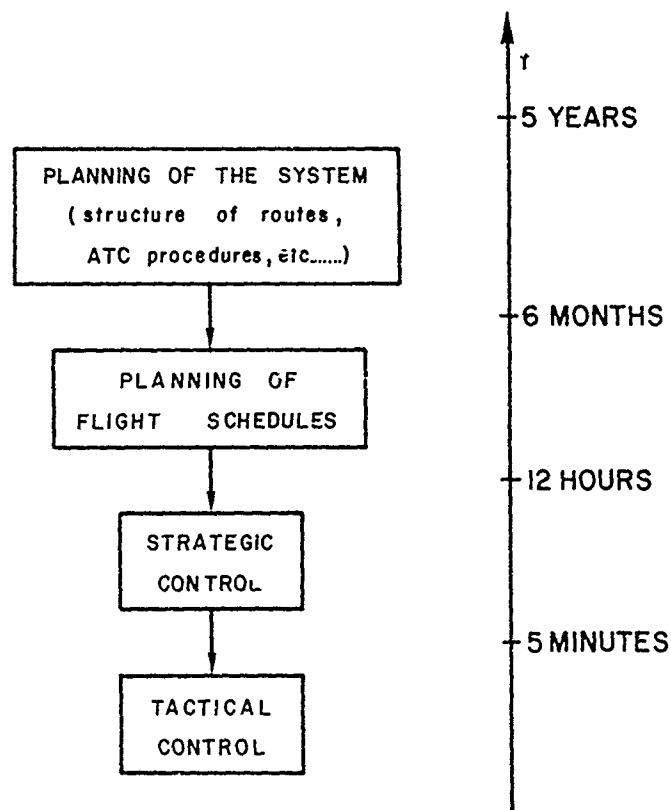 PLANNING OF THE SYSTEM
(structure of routes,
ATC procedures, etc......)
PLANNING OF
FLIGHT SCHEDULES
STRATEGIC
CONTROL
TACTICAL
CONTROL
τ
5 YEARS
6 MONTHS
12 HOURS
5 MINUTES